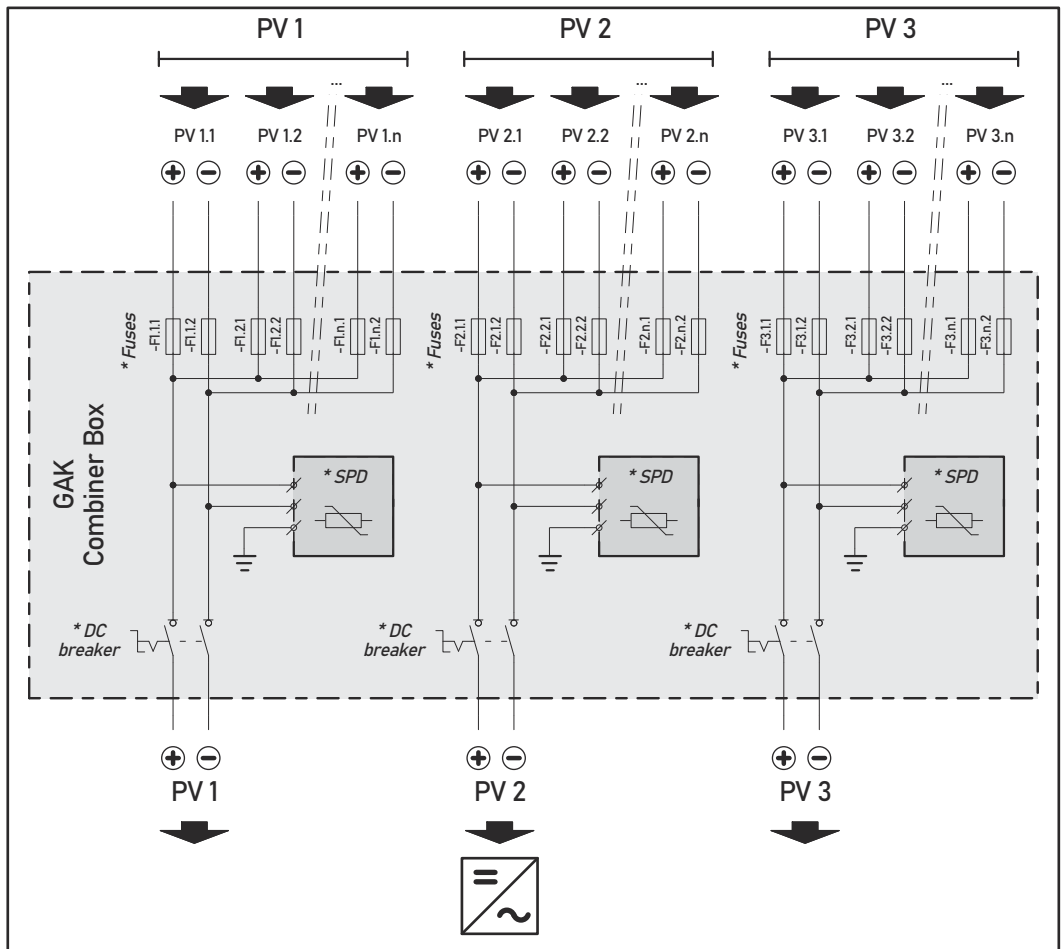 PV 1 PV 2 PV 3
... ... ...
PV 1.1 PV 1.2 PV 1.n PV 2.1 PV 2.2 PV 2.n PV 3.1 PV 3.2 PV 3.n
+ − + − + − + − + − + − + − + − + −
* Fuses -F1.1.1 -F1.1.2 -F1.2.1 -F1.2.2 -F1.n.1 -F1.n.2 * Fuses -F2.1.1 -F2.1.2 -F2.2.1 -F2.2.2 -F2.n.1 -F2.n.2 * Fuses -F3.1.1 -F3.1.2 -F3.2.1 -F3.2.2 -F3.n.1 -F3.n.2
GAK
Combiner Box
* SPD * SPD * SPD
* DC * DC * DC
breaker breaker breaker
+ − + − + −
PV 1 PV 2 PV 3
= ~